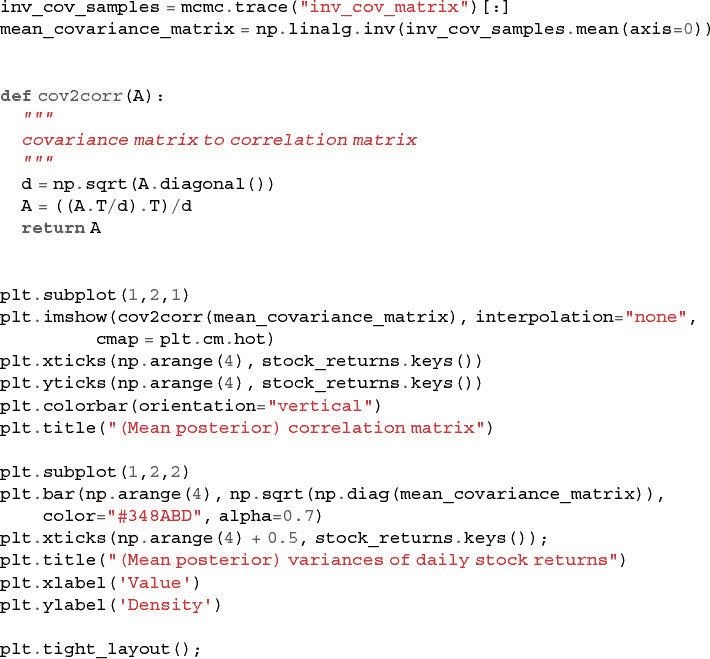 inv_cov_samples = mcmc.trace("inv_cov_matrix")[:]
mean_covariance_matrix = np.linalg.inv(inv_cov_samples.mean(axis=0))
def cov2corr(A):
"""
covariance matrix to correlation matrix
"""
d = np.sqrt(A.diagonal())
A = ((A.T/d).T)/d
return A
plt.subplot(1,2,1)
plt.imshow(cov2corr(mean_covariance_matrix), interpolation="none",
cmap = plt.cm.hot)
plt.xticks(np.arange(4), stock_returns.keys())
plt.yticks(np.arange(4), stock_returns.keys())
plt.colorbar(orientation="vertical")
plt.title("(Mean posterior) correlation matrix")
plt.subplot(1,2,2)
plt.bar(np.arange(4), np.sqrt(np.diag(mean_covariance_matrix)),
color="#348ABD", alpha=0.7)
plt.xticks(np.arange(4) + 0.5, stock_returns.keys());
plt.title("(Mean posterior) variances of daily stock returns")
plt.xlabel('Value')
plt.ylabel('Density')
plt.tight_layout();